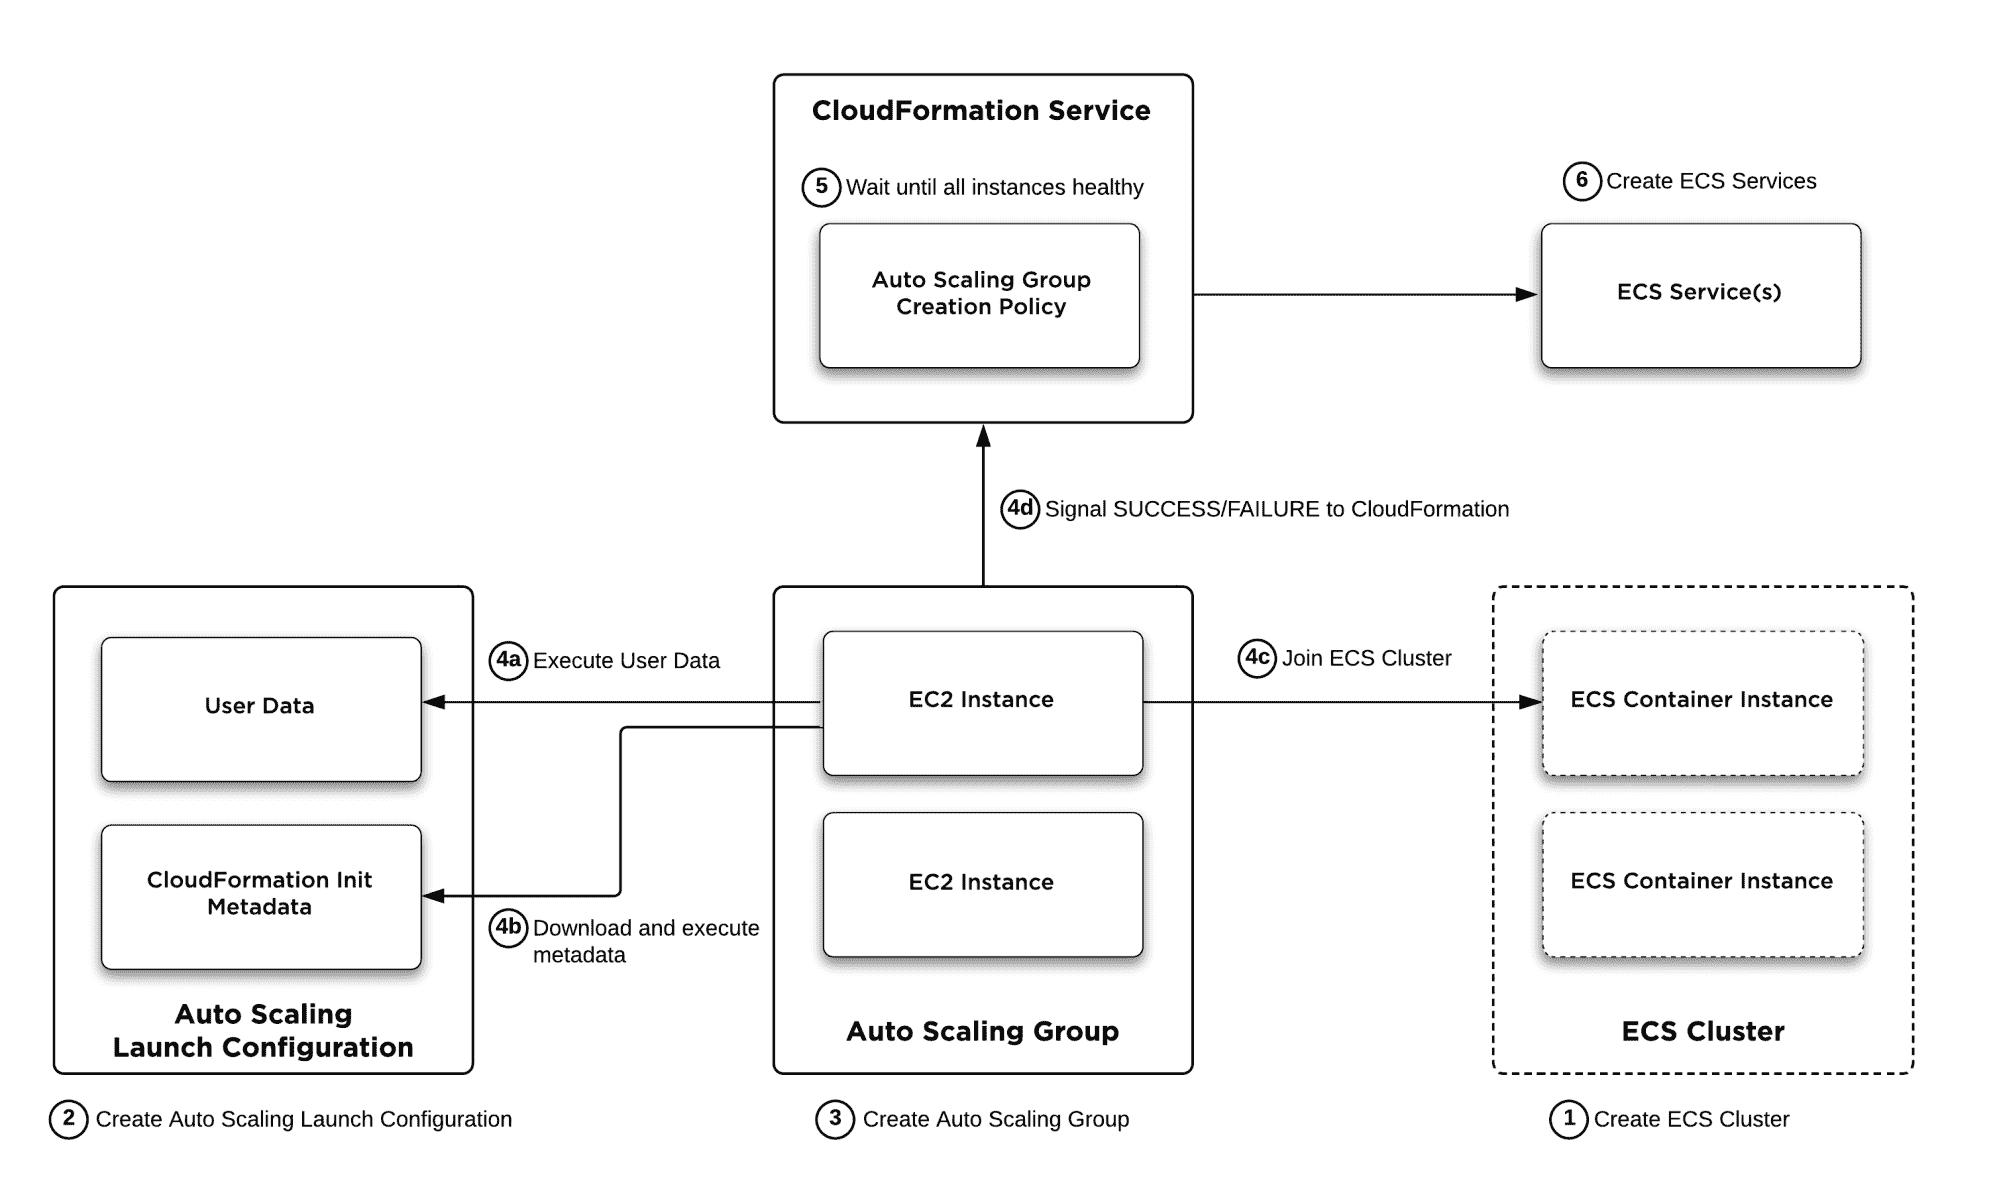 CloudFormation Service
5 Wait until all instances healthy
Auto Scaling Group
Creation Policy
6 Create ECS Services
ECS Service(s)
4d Signal SUCCESS/FAILURE to CloudFormation
User Data
CloudFormation Init
Metadata
Auto Scaling
Launch Configuration
4a Execute User Data
4b Download and execute
metadata
EC2 Instance
EC2 Instance
Auto Scaling Group
4c Join ECS Cluster
ECS Container Instance
ECS Container Instance
ECS Cluster
2 Create Auto Scaling Launch Configuration
3 Create Auto Scaling Group
1 Create ECS Cluster